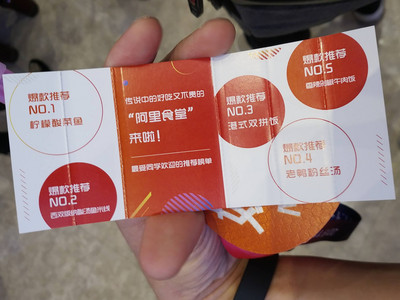 爆款推荐
NO.1
柠檬酸菜鱼
爆款推荐
NO.2
传说中的好吃又不贵的
“阿里食堂”
来啦！
最受同学欢迎的推荐榜单
爆款推荐
NO.3
港式双拼饭
爆款推荐
NO.4
老鸭粉丝汤
爆款推荐
NO.5